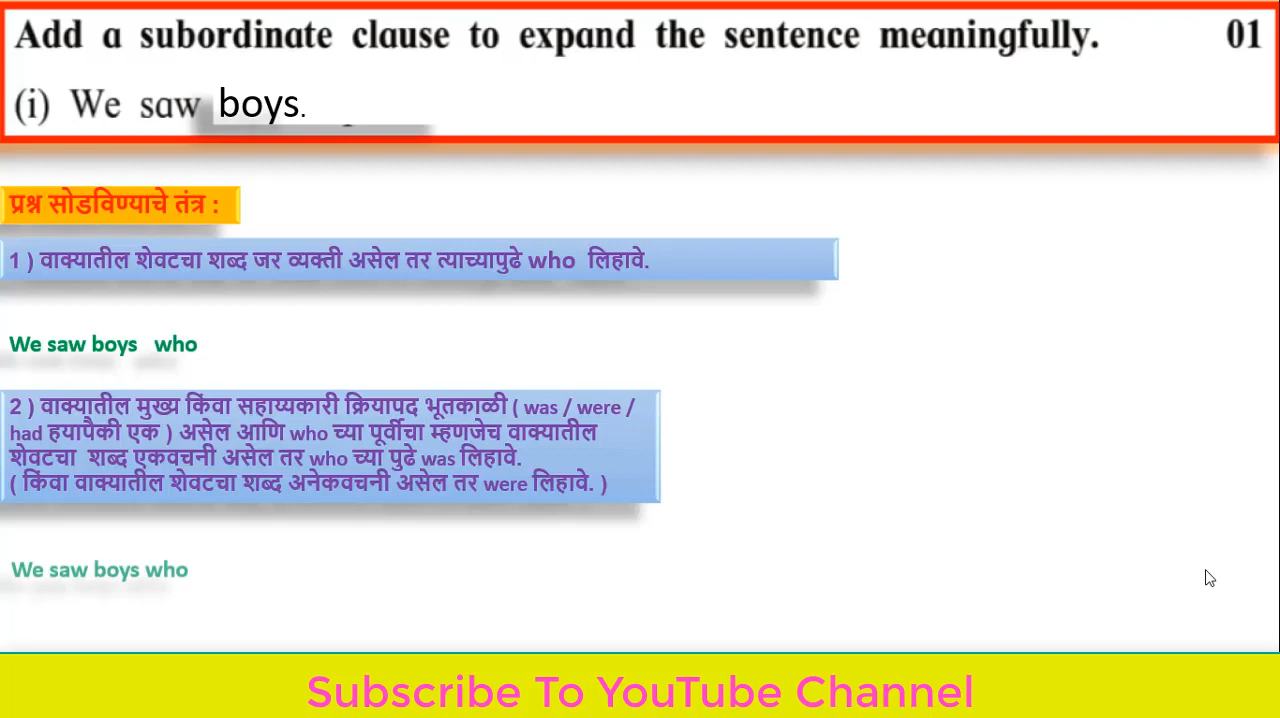 Add a subordinate clause to expand the sentence meaningfully. 01
(i) We saw boys.
प्रश्न सोडविण्याचे तंत्र :
1 ) वाक्यातील शेवटचा शब्द जर व्यक्ती असेल तर त्याच्यापुढे who लिहावे.
We saw boys who
2 ) वाक्यातील मुख्य किंवा सहाय्यकारी क्रियापद भूतकाळी ( was / were /
had हयापैकी एक ) असेल आणि who च्या पूर्वीचा म्हणजेच वाक्यातील
शेवटचा शब्द एकवचनी असेल तर who च्या पुढे was लिहावे.
( किंवा वाक्यातील शेवटचा शब्द अनेकवचनी असेल तर were लिहावे. )
We saw boys who
Subscribe To YouTube Channel